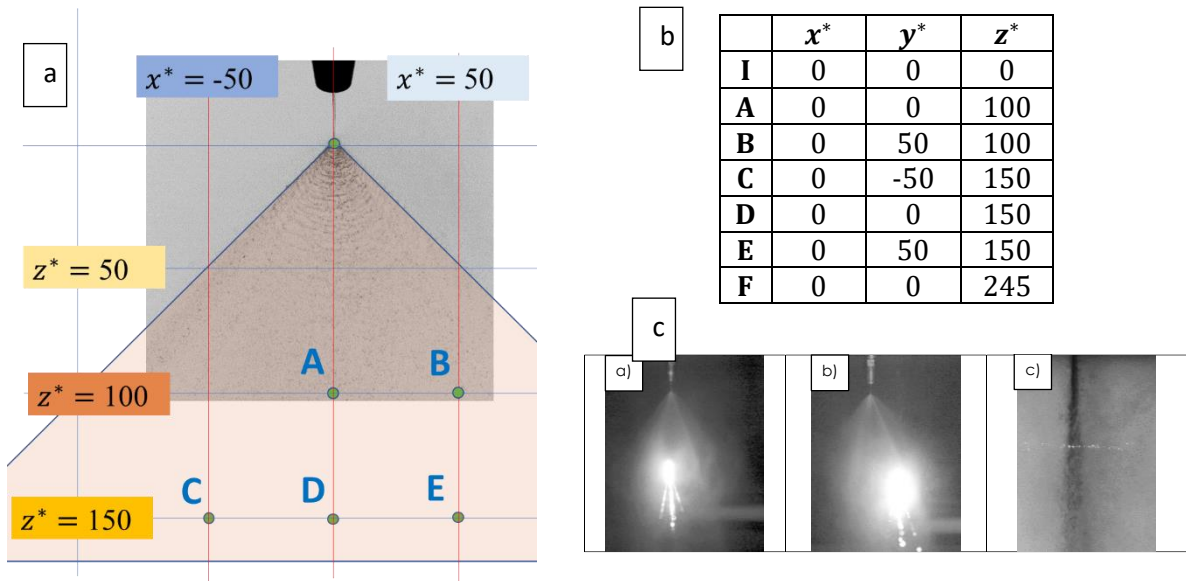 a
x* = -50
x* = 50
z* = 50
A
B
z* = 100
C
D
E
z* = 150
b
x* y* z*
I 0 0 0
A 0 0 100
B 0 50 100
C 0 -50 150
D 0 0 150
E 0 50 150
F 0 0 245
c
a)
b)
c)